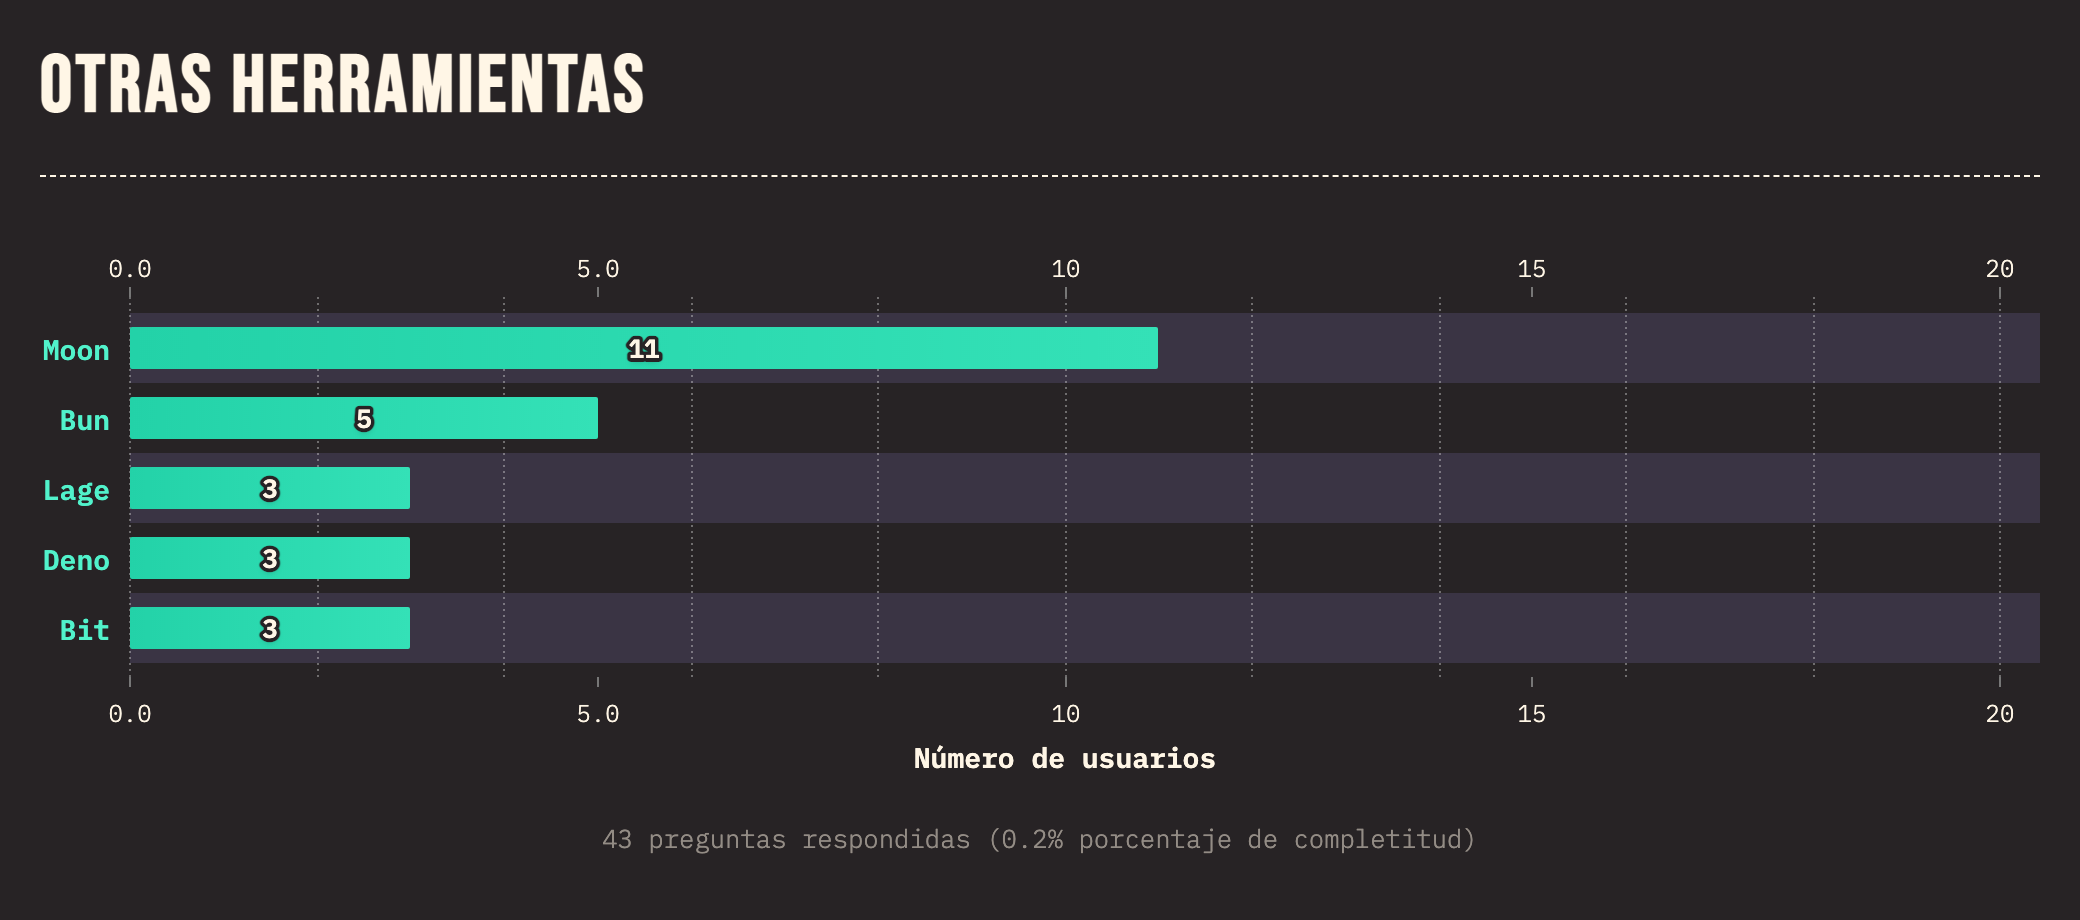 OTRAS HERRAMIENTAS
0.0 5.0 10 15 20
Moon 11
Bun 5
Lage 3
Deno 3
Bit 3
0.0 5.0 10 15 20
Número de usuarios
43 preguntas respondidas (0.2% porcentaje de completitud)